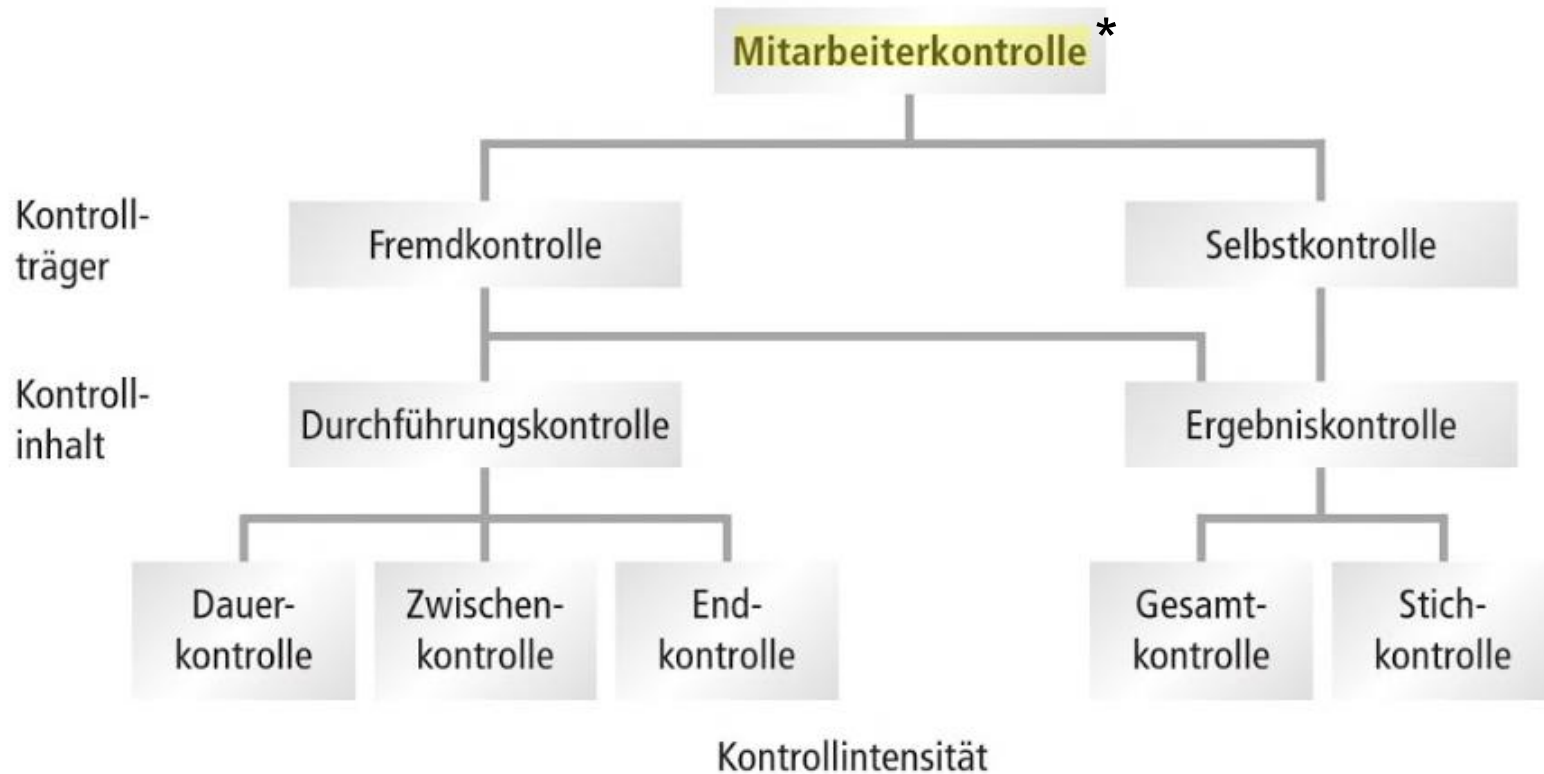 Mitarbeiterkontrolle*
Kontroll-
träger
Fremdkontrolle
Selbstkontrolle
Kontroll-
inhalt
Durchführungskontrolle
Ergebniskontrolle
Dauer-
kontrolle
Zwischen-
kontrolle
End-
kontrolle
Gesamt-
kontrolle
Stich-
kontrolle
Kontrollintensität